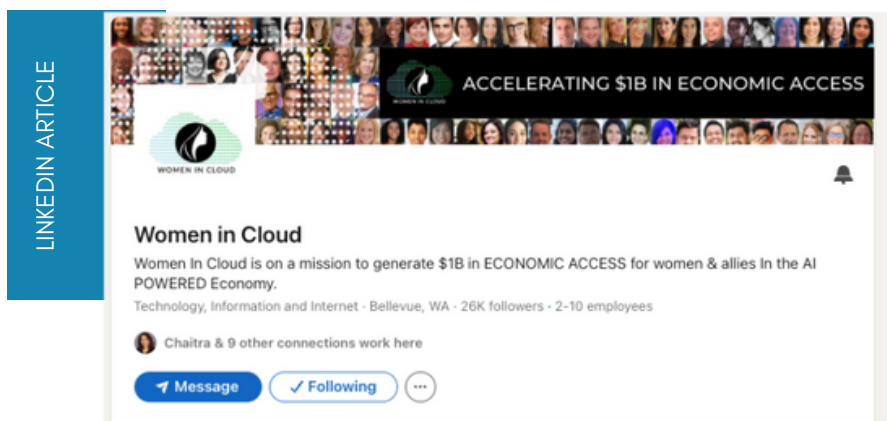 LINKEDIN ARTICLE
WOMEN IN CLOUD
ACCELERATING $1B IN ECONOMIC ACCESS
WOMEN IN CLOUD
Women in Cloud
Women In Cloud is on a mission to generate $1B in ECONOMIC ACCESS for women & allies In the AI
POWERED Economy.
Technology, Information and Internet · Bellevue, WA · 26K followers · 2-10 employees
Chaitra & 9 other connections work here
Message
Following